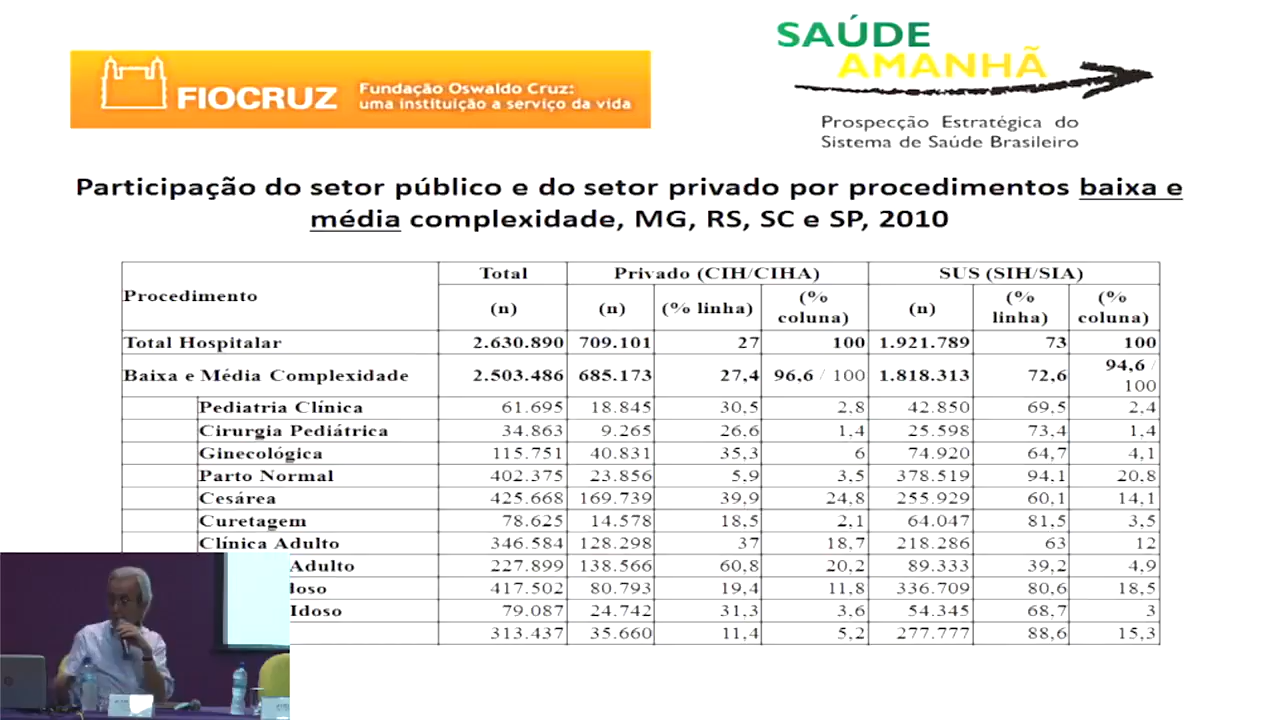 SAÚDE
AMANHÃ
FIOCRUZ
Fundação Oswaldo Cruz:
uma instituição a serviço da vida
Prospecção Estratégica do
Sistema de Saúde Brasileiro
Participação do setor público e do setor privado por procedimentos baixa e
média complexidade, MG, RS, SC e SP, 2010
Procedimento Total Privado (CIH/CIHA) SUS (SIH/SIA)
(n) (n) (% linha) (% coluna) (n) (% linha) (% coluna)
Total Hospitalar 2.630.890 709.101 27 100 1.921.789 73 100
Baixa e Média Complexidade 2.503.486 685.173 27,4 96,6 / 100 1.818.313 72,6 94,6 / 100
Pediatria Clínica 61.695 18.845 30,5 2,8 42.850 69,5 2,4
Cirurgia Pediátrica 34.863 9.265 26,6 1,4 25.598 73,4 1,4
Ginecológica 115.751 40.831 35,3 6 74.920 64,7 4,1
Parto Normal 402.375 23.856 5,9 3,5 378.519 94,1 20,8
Cesárea 425.668 169.739 39,9 24,8 255.929 60,1 14,1
Curetagem 78.625 14.578 18,5 2,1 64.047 81,5 3,5
Clínica Adulto 346.584 128.298 37 18,7 218.286 63 12
Adulto 227.899 138.566 60,8 20,2 89.333 39,2 4,9
417.502 80.793 19,4 11,8 336.709 80,6 18,5
Idoso 79.087 24.742 31,3 3,6 54.345 68,7 3
313.437 35.660 11,4 5,2 277.777 88,6 15,3